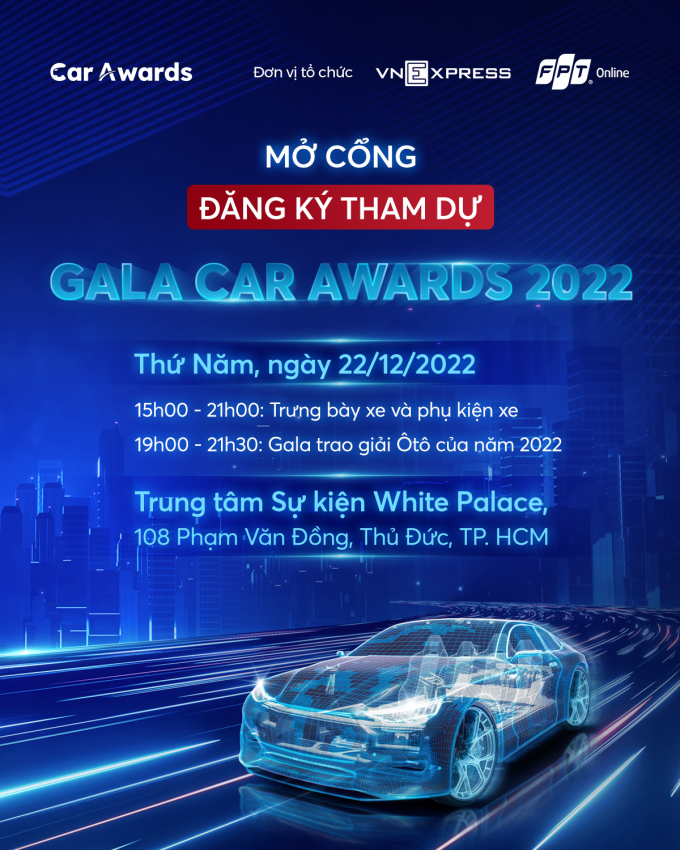 Car Awards
Đơn vị tổ chức
VNEXPRESS
FPT® Online
MỞ CỔNG
ĐĂNG KÝ THAM DỰ
GALA CAR AWARDS 2022
Thứ Năm, ngày 22/12/2022
15h00 - 21h00: Trưng bày xe và phụ kiện xe
19h00 - 21h30: Gala trao giải Ôtô của năm 2022
Trung tâm Sự kiện White Palace,
108 Phạm Văn Đồng, Thủ Đức, TP. HCM